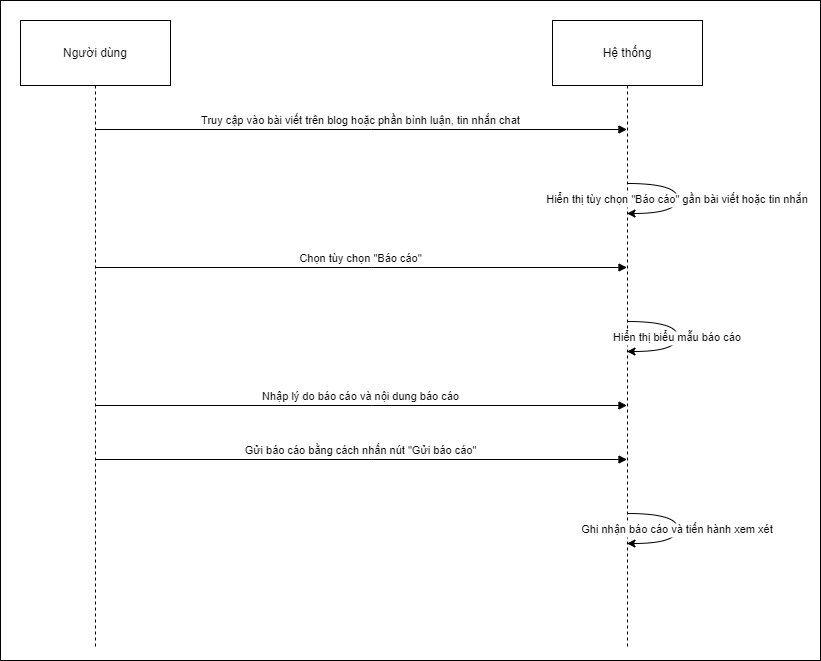 Người dùng
Hệ thống
Truy cập vào bài viết trên blog hoặc phần bình luận, tin nhắn chat
Hiển thị tùy chọn "Báo cáo" gần bài viết hoặc tin nhắn
Chọn tùy chọn "Báo cáo"
Hiển thị biểu mẫu báo cáo
Nhập lý do báo cáo và nội dung báo cáo
Gửi báo cáo bằng cách nhấn nút "Gửi báo cáo"
Ghi nhận báo cáo và tiến hành xem xét